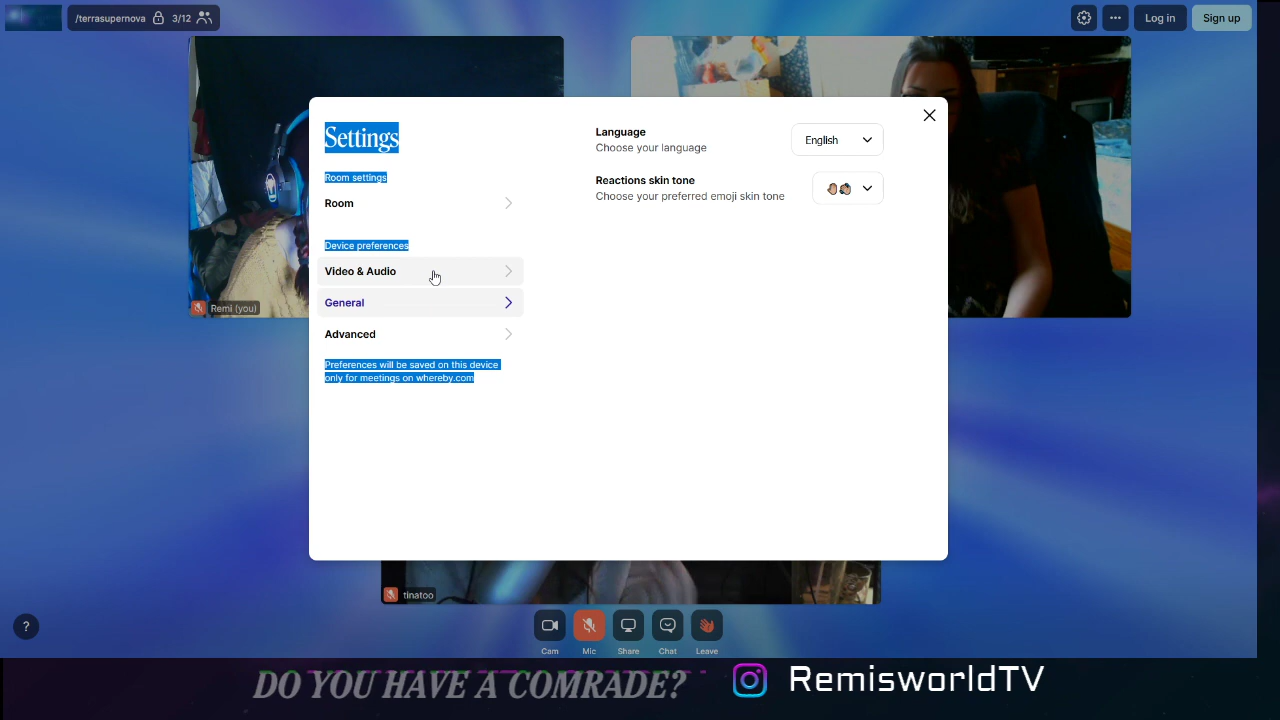 /terrasupernova 3/12
Log in
Sign up
Settings
Room settings
Room
Device preferences
Video & Audio
General
Advanced
Preferences will be saved on this device
only for meetings on whereby.com
Language
Choose your language
English
Reactions skin tone
Choose your preferred emoji skin tone
Remi (you)
tinatoo
?
Cam
Mic
Share
Chat
Leave
DO YOU HAVE A COMRADE?
RemisworldTV